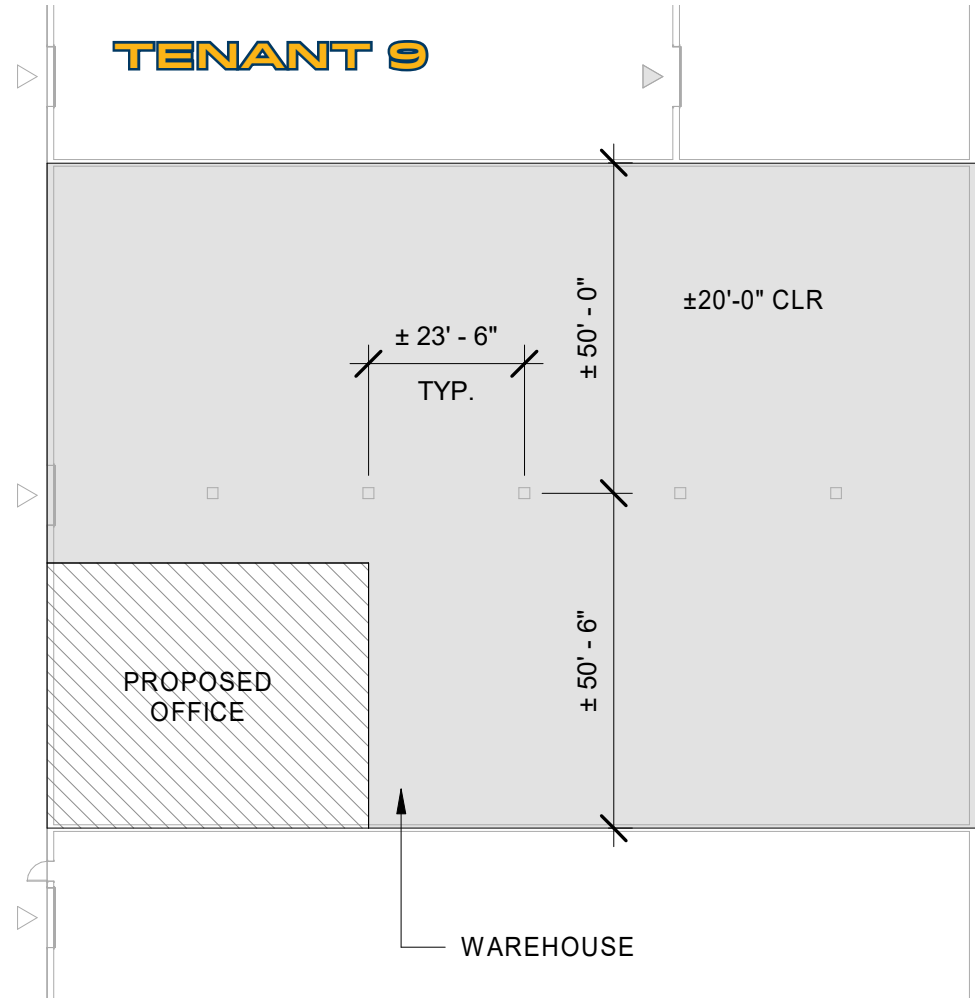 TENANT 9
± 50' - 0"
±20'-0" CLR
± 23' - 6"
TYP.
± 50' - 6"
PROPOSED
OFFICE
WAREHOUSE